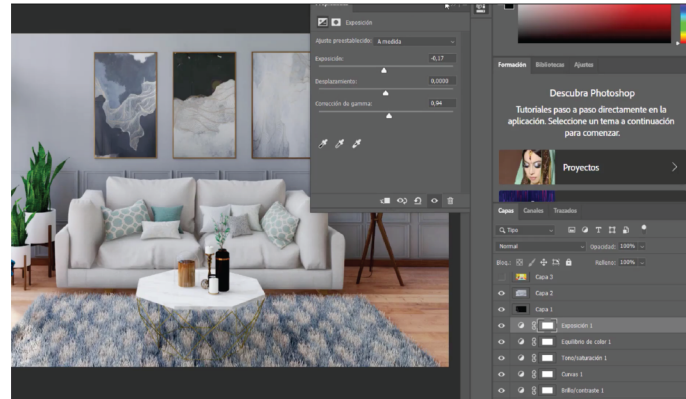 Exposición
Ajuste preestablecido: A medida
Exposición: -0,17
Desplazamiento: 0,0000
Corrección de gamma: 0,94
Formación Bibliotecas Ajustes
Descubra Photoshop
Tutoriales paso a paso directamente en la
aplicación. Seleccione un tema a continuación
para comenzar.
Proyectos
Capas Canales Trazados
Tipo
Normal Opacidad: 100%
Bloq.: Relleno: 100%
Capa 3
Capa 2
Capa 1
Exposición 1
Equilibrio de color 1
Tono/saturación 1
Curvas 1
Brillo/contraste 1